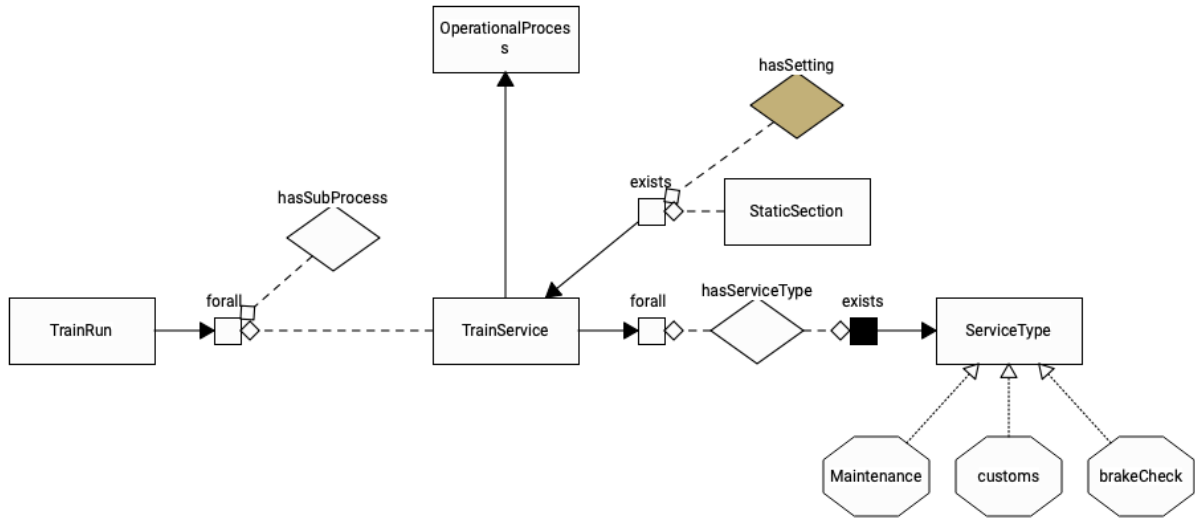 OperationalProces
s
hasSetting
exists
StaticSection
hasSubProcess
forall
TrainRun
TrainService
forall
hasServiceType
exists
ServiceType
Maintenance
customs
brakeCheck